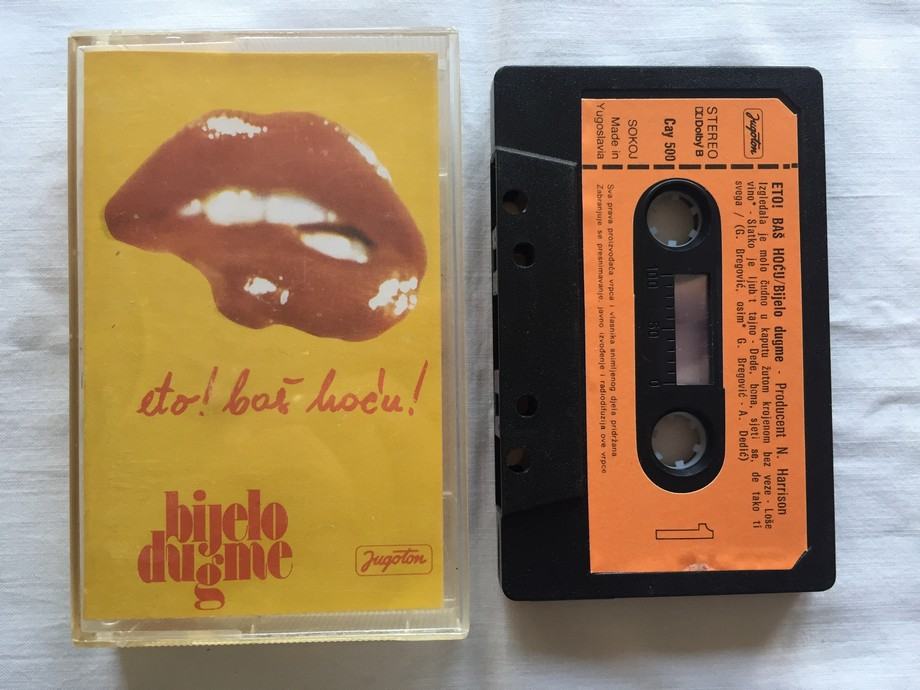 eto! baš hoću!
bijelo
dugme
Jugoton
Jugoton
STEREO
Dolby B
Cay 500
SOKOJ
Made in
Yugoslavia
ETO! BAŠ HOĆU/Bijelo dugme - Producent N. Harrison
Izgledala je malo čudno u kaputu žutom krojenom bez veze - Loše
vino* - Slatko je ljub't tajno - Dede, bona, sjeti se, de tako ti
svega / (G. Bregović, osim* G. Bregović - A. Dedić)
100 50 0
Sva prava proizvođača vrpce i vlasnika snimljenog djela pridržana.
Zabranjuje se presnimavanje, javno izvođenje i radiodifuzija ove vrpce
1